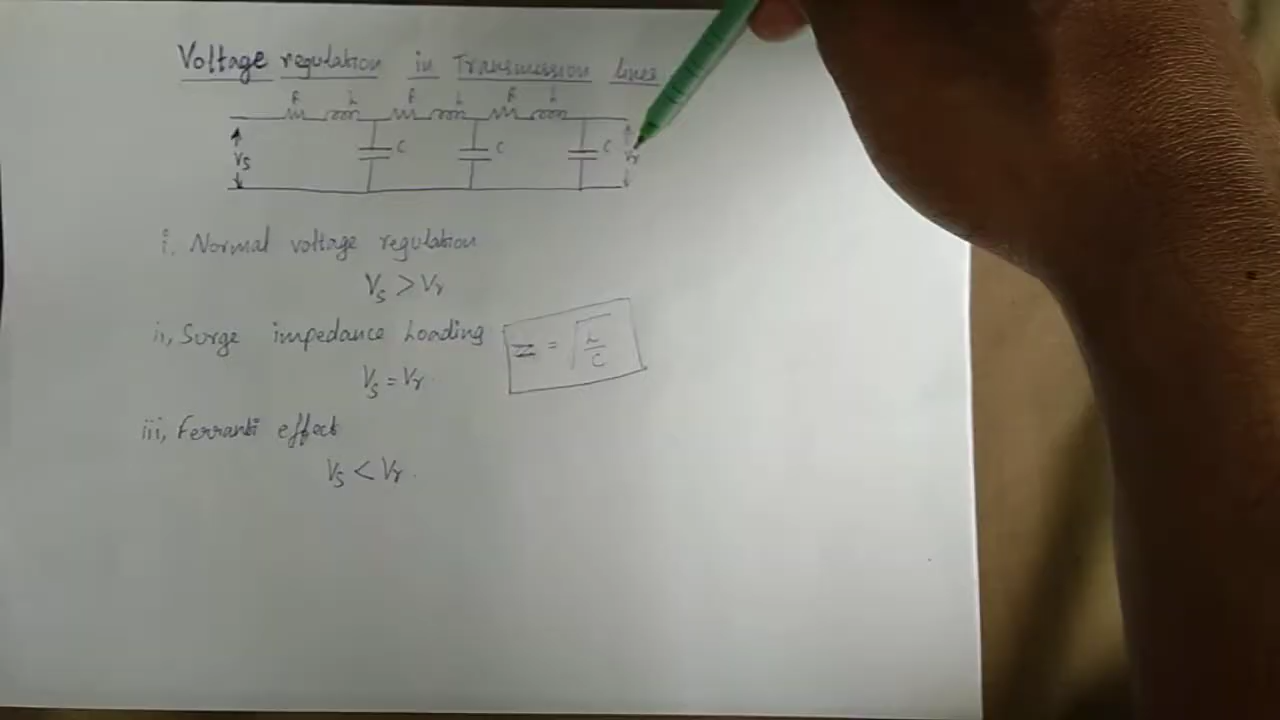 Voltage regulation in Transmission lines
R L R L R L
Vs C C C Vr
i. Normal voltage regulation
Vs > Vr
ii, Surge impedance Loading Z = √L/C
Vs = Vr
iii, Ferranti effect
Vs < Vr.